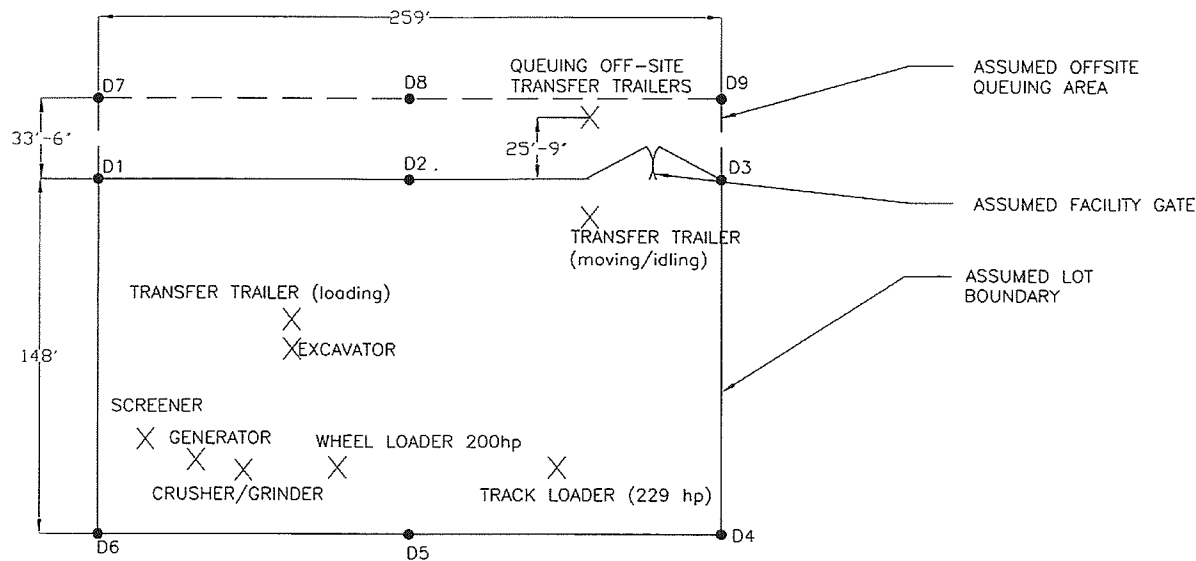 259'
D7
D8
D9
QUEUING OFF-SITE
TRANSFER TRAILERS
ASSUMED OFFSITE
QUEUING AREA
33'-6"
25'-9"
D1
D2
D3
ASSUMED FACILITY GATE
TRANSFER TRAILER
(moving/idling)
ASSUMED LOT
BOUNDARY
TRANSFER TRAILER (loading)
EXCAVATOR
148'
SCREENER
GENERATOR
WHEEL LOADER 200hp
CRUSHER/GRINDER
TRACK LOADER (229 hp)
D6
D5
D4